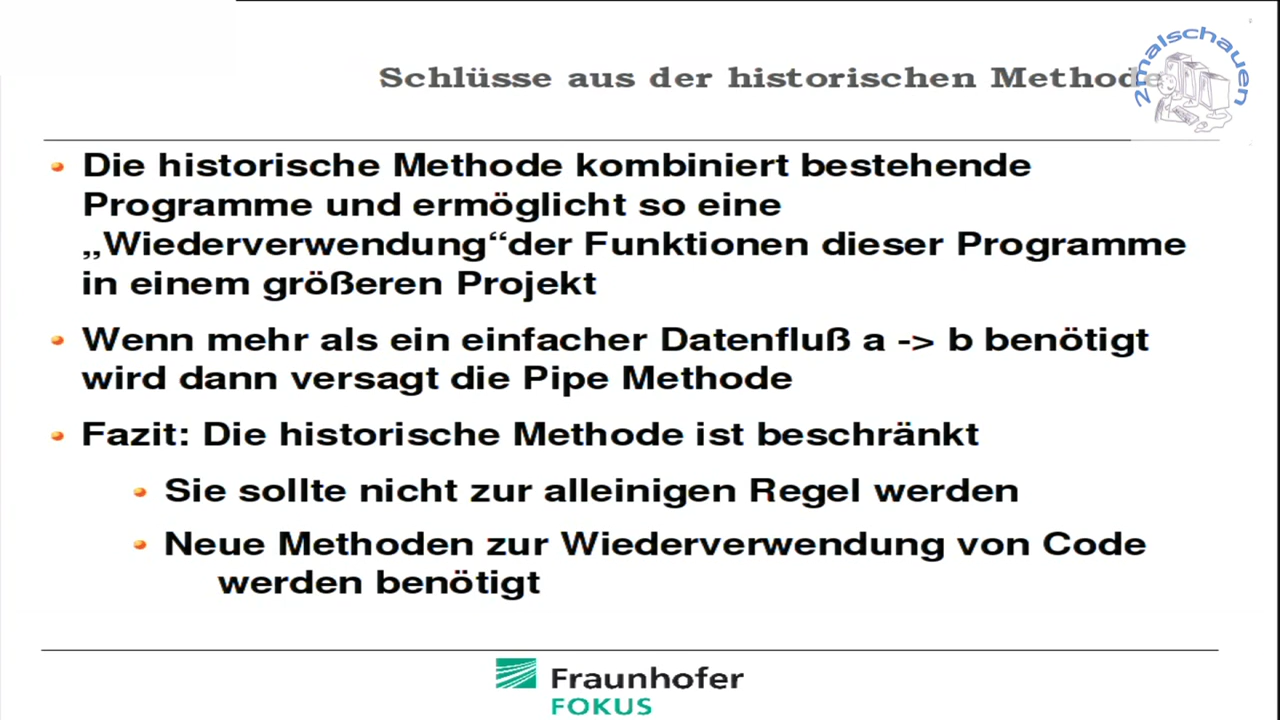 Schlüsse aus der historischen Methode
2malschauen
Die historische Methode kombiniert bestehende
Programme und ermöglicht so eine
„Wiederverwendung“der Funktionen dieser Programme
in einem größeren Projekt
Wenn mehr als ein einfacher Datenfluß a -> b benötigt
wird dann versagt die Pipe Methode
Fazit: Die historische Methode ist beschränkt
Sie sollte nicht zur alleinigen Regel werden
Neue Methoden zur Wiederverwendung von Code
werden benötigt
Fraunhofer
FOKUS